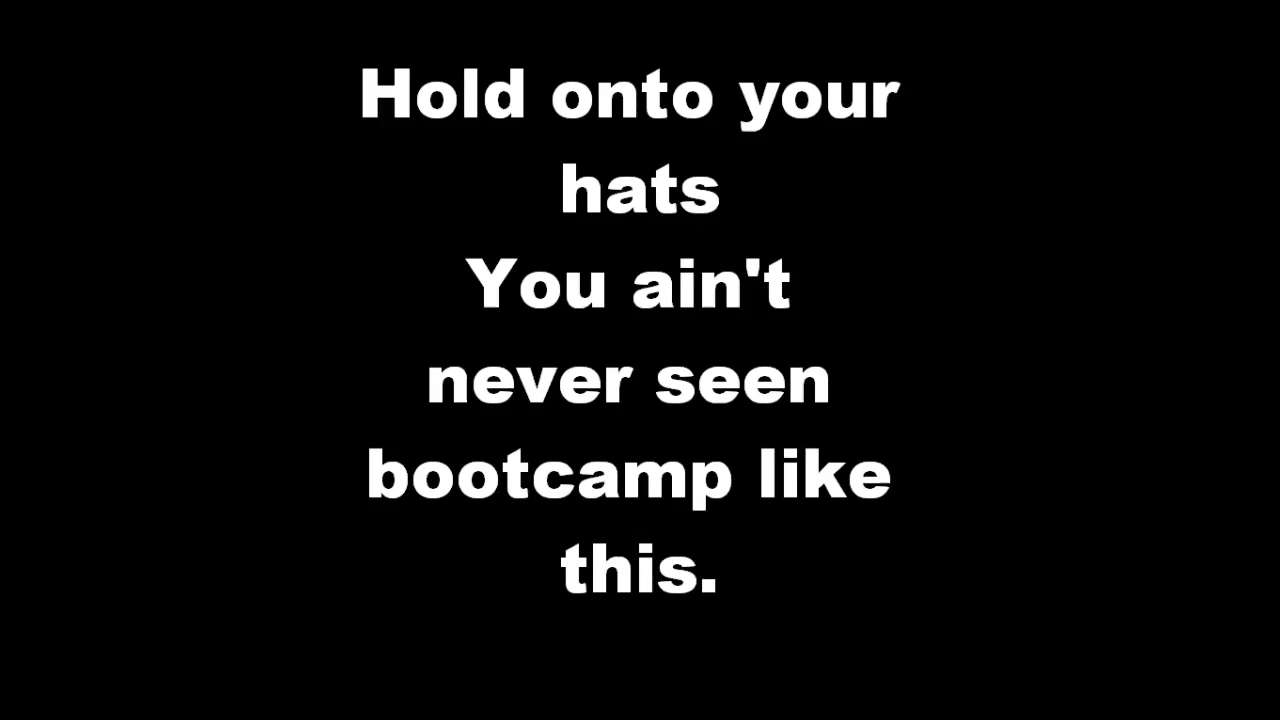 Hold onto your
hats
You ain't
never seen
bootcamp like
this.